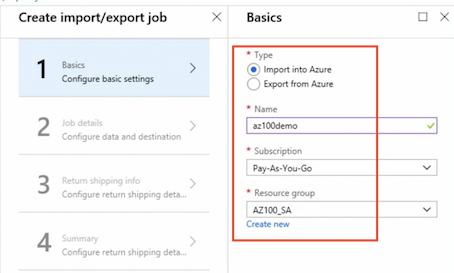 Create import/export job
1
Basics
Configure basic settings
2
Job details
Configure data and destination
3
Return shipping info
Configure return shipping deta...
4
Summary
Configure return shipping deta...
Basics
* Type
Import into Azure
Export from Azure
* Name
az100demo
* Subscription
Pay-As-You-Go
* Resource group
AZ100_SA
Create new